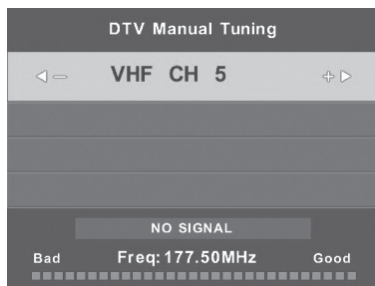 DTV Manual Tuning
− VHF CH 5 +
NO SIGNAL
Bad Freq:177.50MHz Good